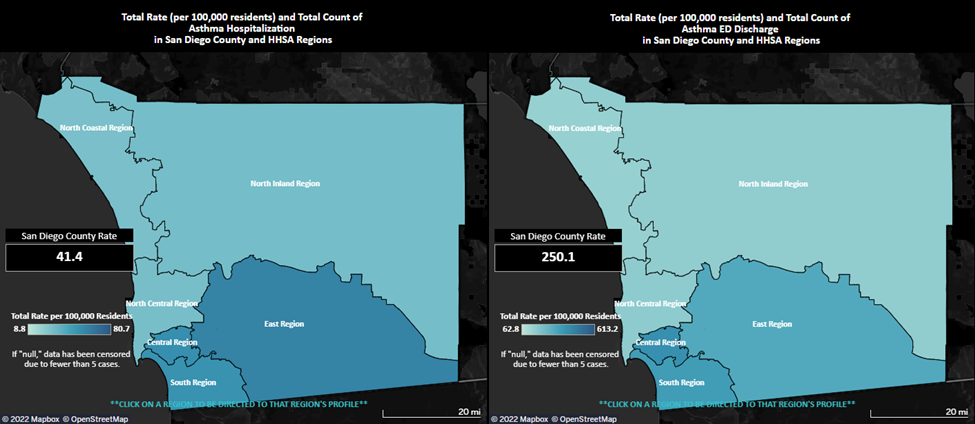 Total Rate (per 100,000 residents) and Total Count of
Asthma Hospitalization
in San Diego County and HHSA Regions
North Coastal Region
North Inland Region
San Diego County Rate
41.4
North Central Region
Total Rate per 100,000 Residents
8.8 80.7
East Region
Central Region
If "null," data has been censored
due to fewer than 5 cases.
South Region
**CLICK ON A REGION TO BE DIRECTED TO THAT REGION'S PROFILE**
20 mi
© 2022 Mapbox © OpenStreetMap
Total Rate (per 100,000 residents) and Total Count of
Asthma ED Discharge
in San Diego County and HHSA Regions
North Coastal Region
North Inland Region
San Diego County Rate
250.1
North Central Region
Total Rate per 100,000 Residents
62.8 613.2
East Region
Central Region
If "null," data has been censored
due to fewer than 5 cases.
South Region
**CLICK ON A REGION TO BE DIRECTED TO THAT REGION'S PROFILE**
20 mi
© 2022 Mapbox © OpenStreetMap